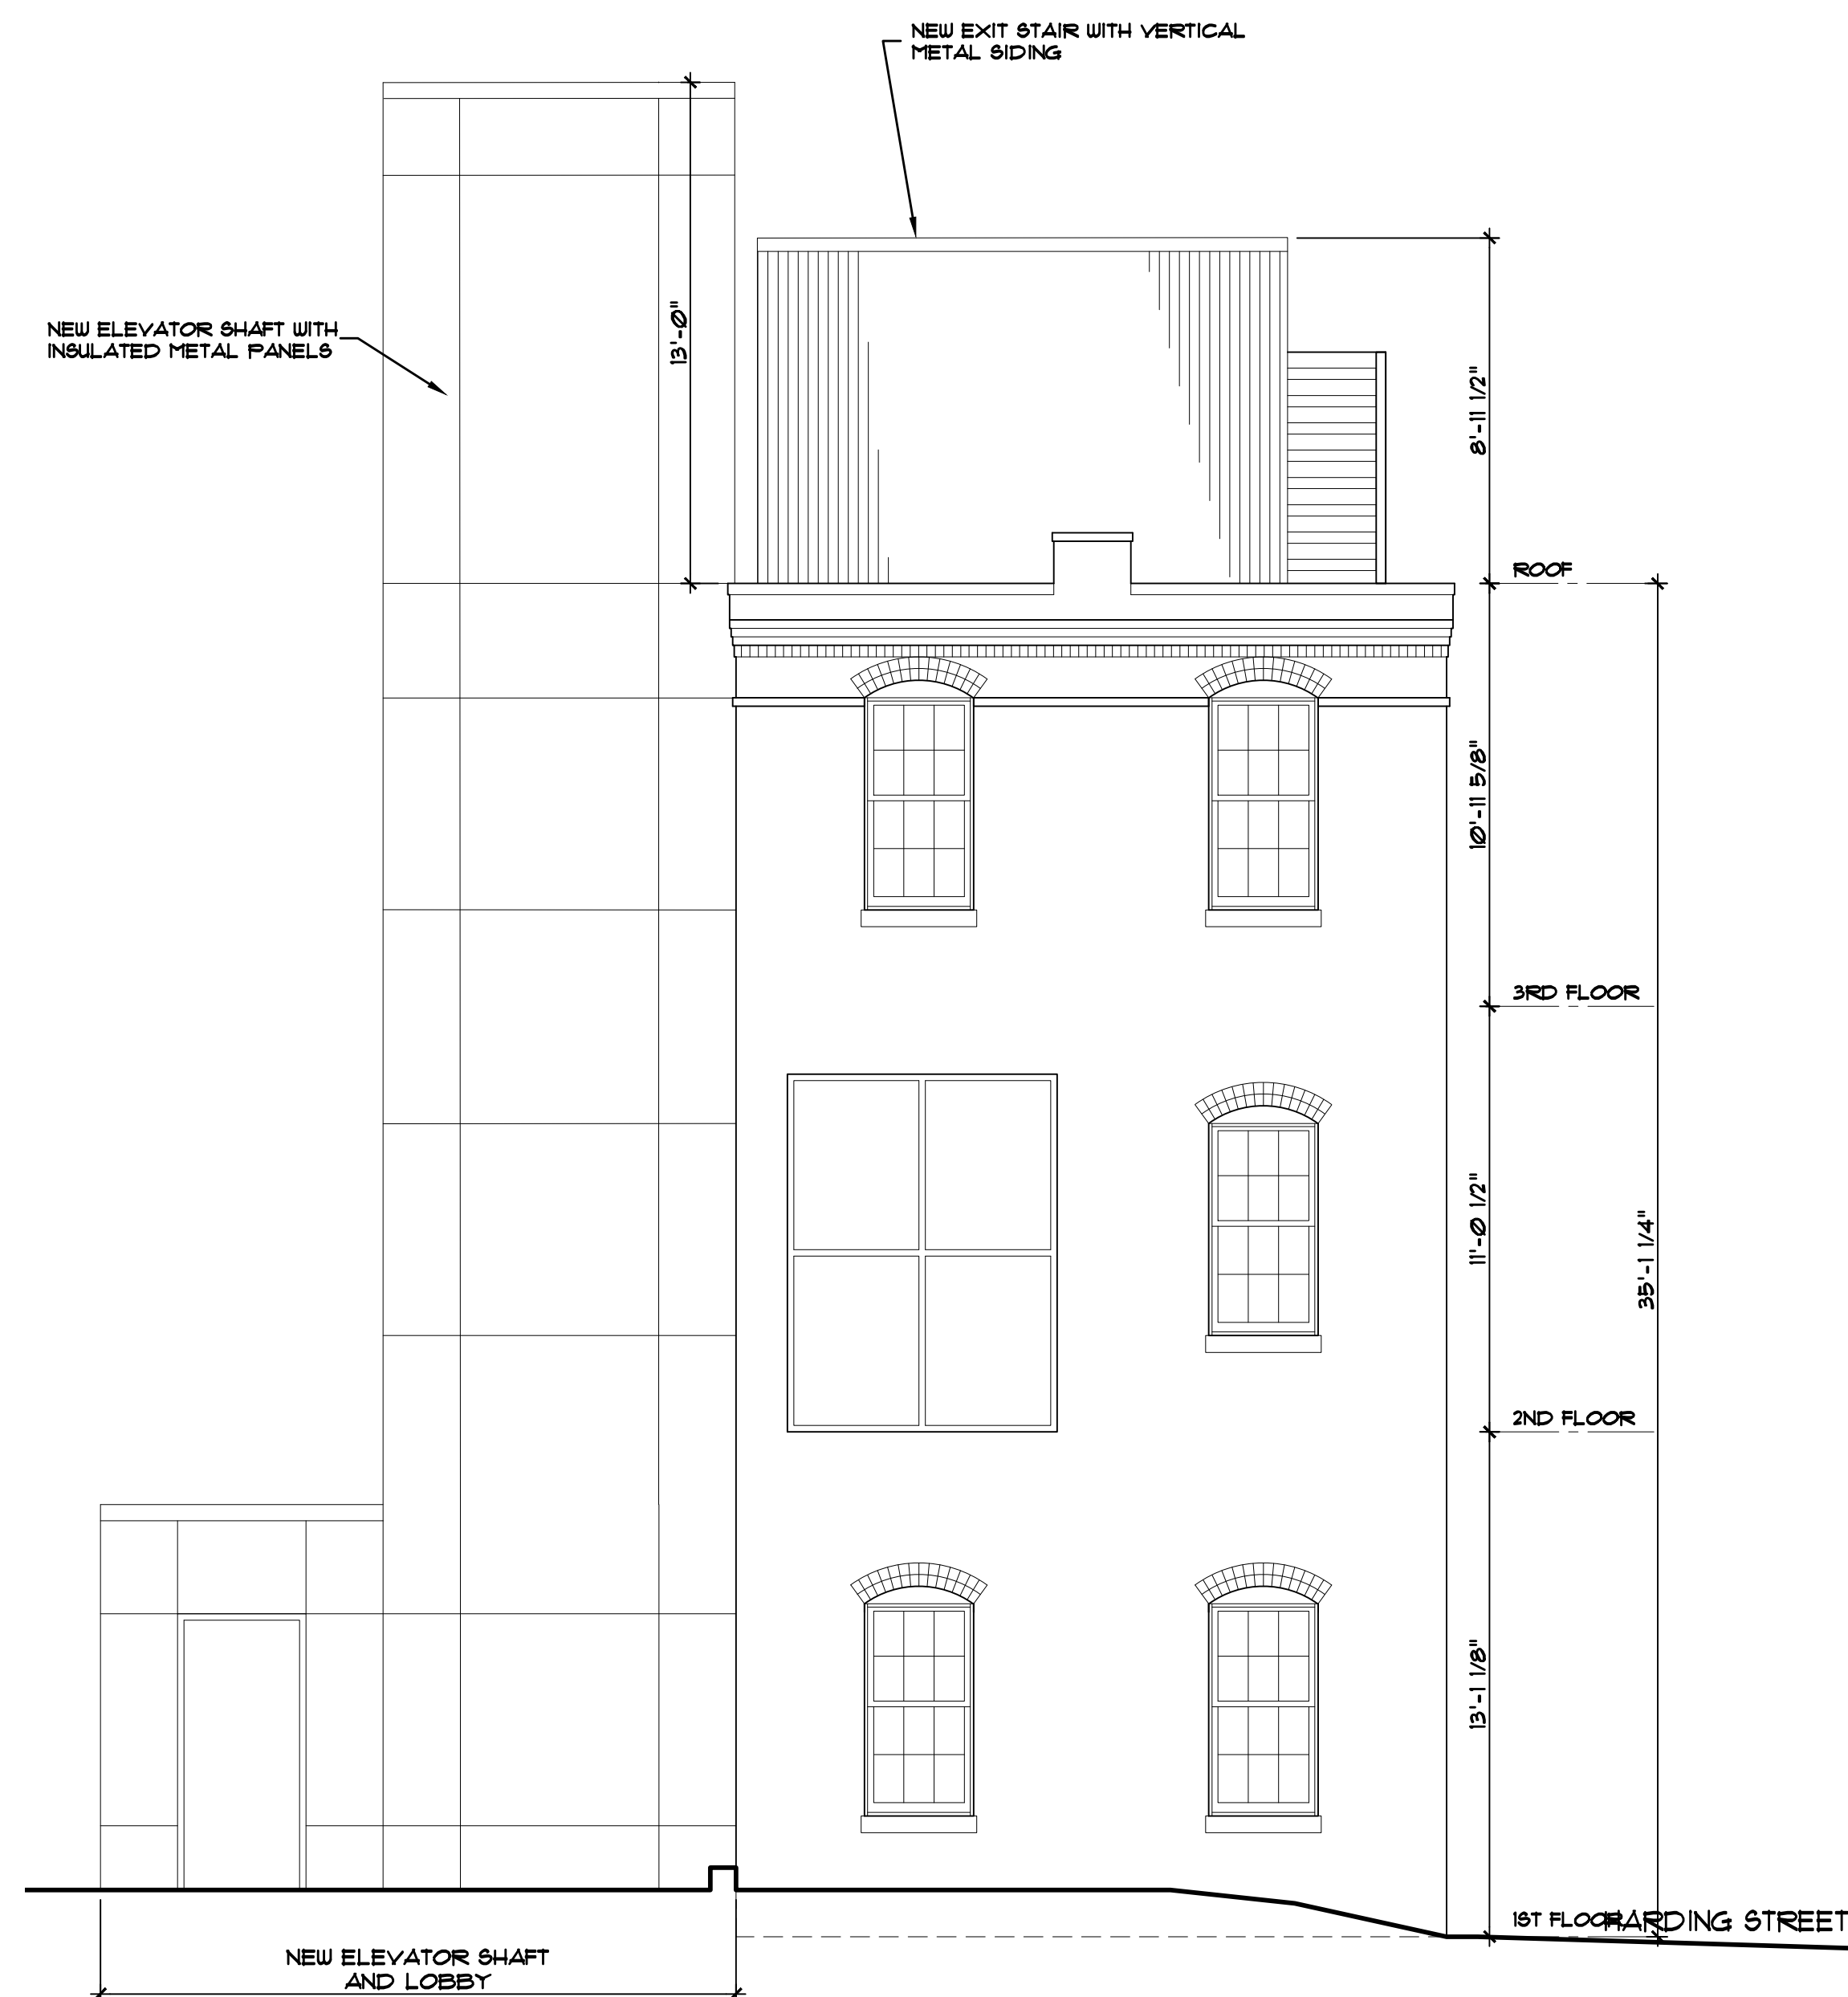 NEW EXIT STAIR WITH VERTICAL
METAL SIDING
NEW ELEVATOR SHAFT WITH
INSULATED METAL PANELS
13'-0"
8'-11 1/2"
ROOF
10'-11 5/8"
3RD FLOOR
11'-0 1/2"
35'-1 1/4"
2ND FLOOR
13'-1 1/8"
1ST FLOOR
HARDING STREET
NEW ELEVATOR SHAFT
AND LOBBY